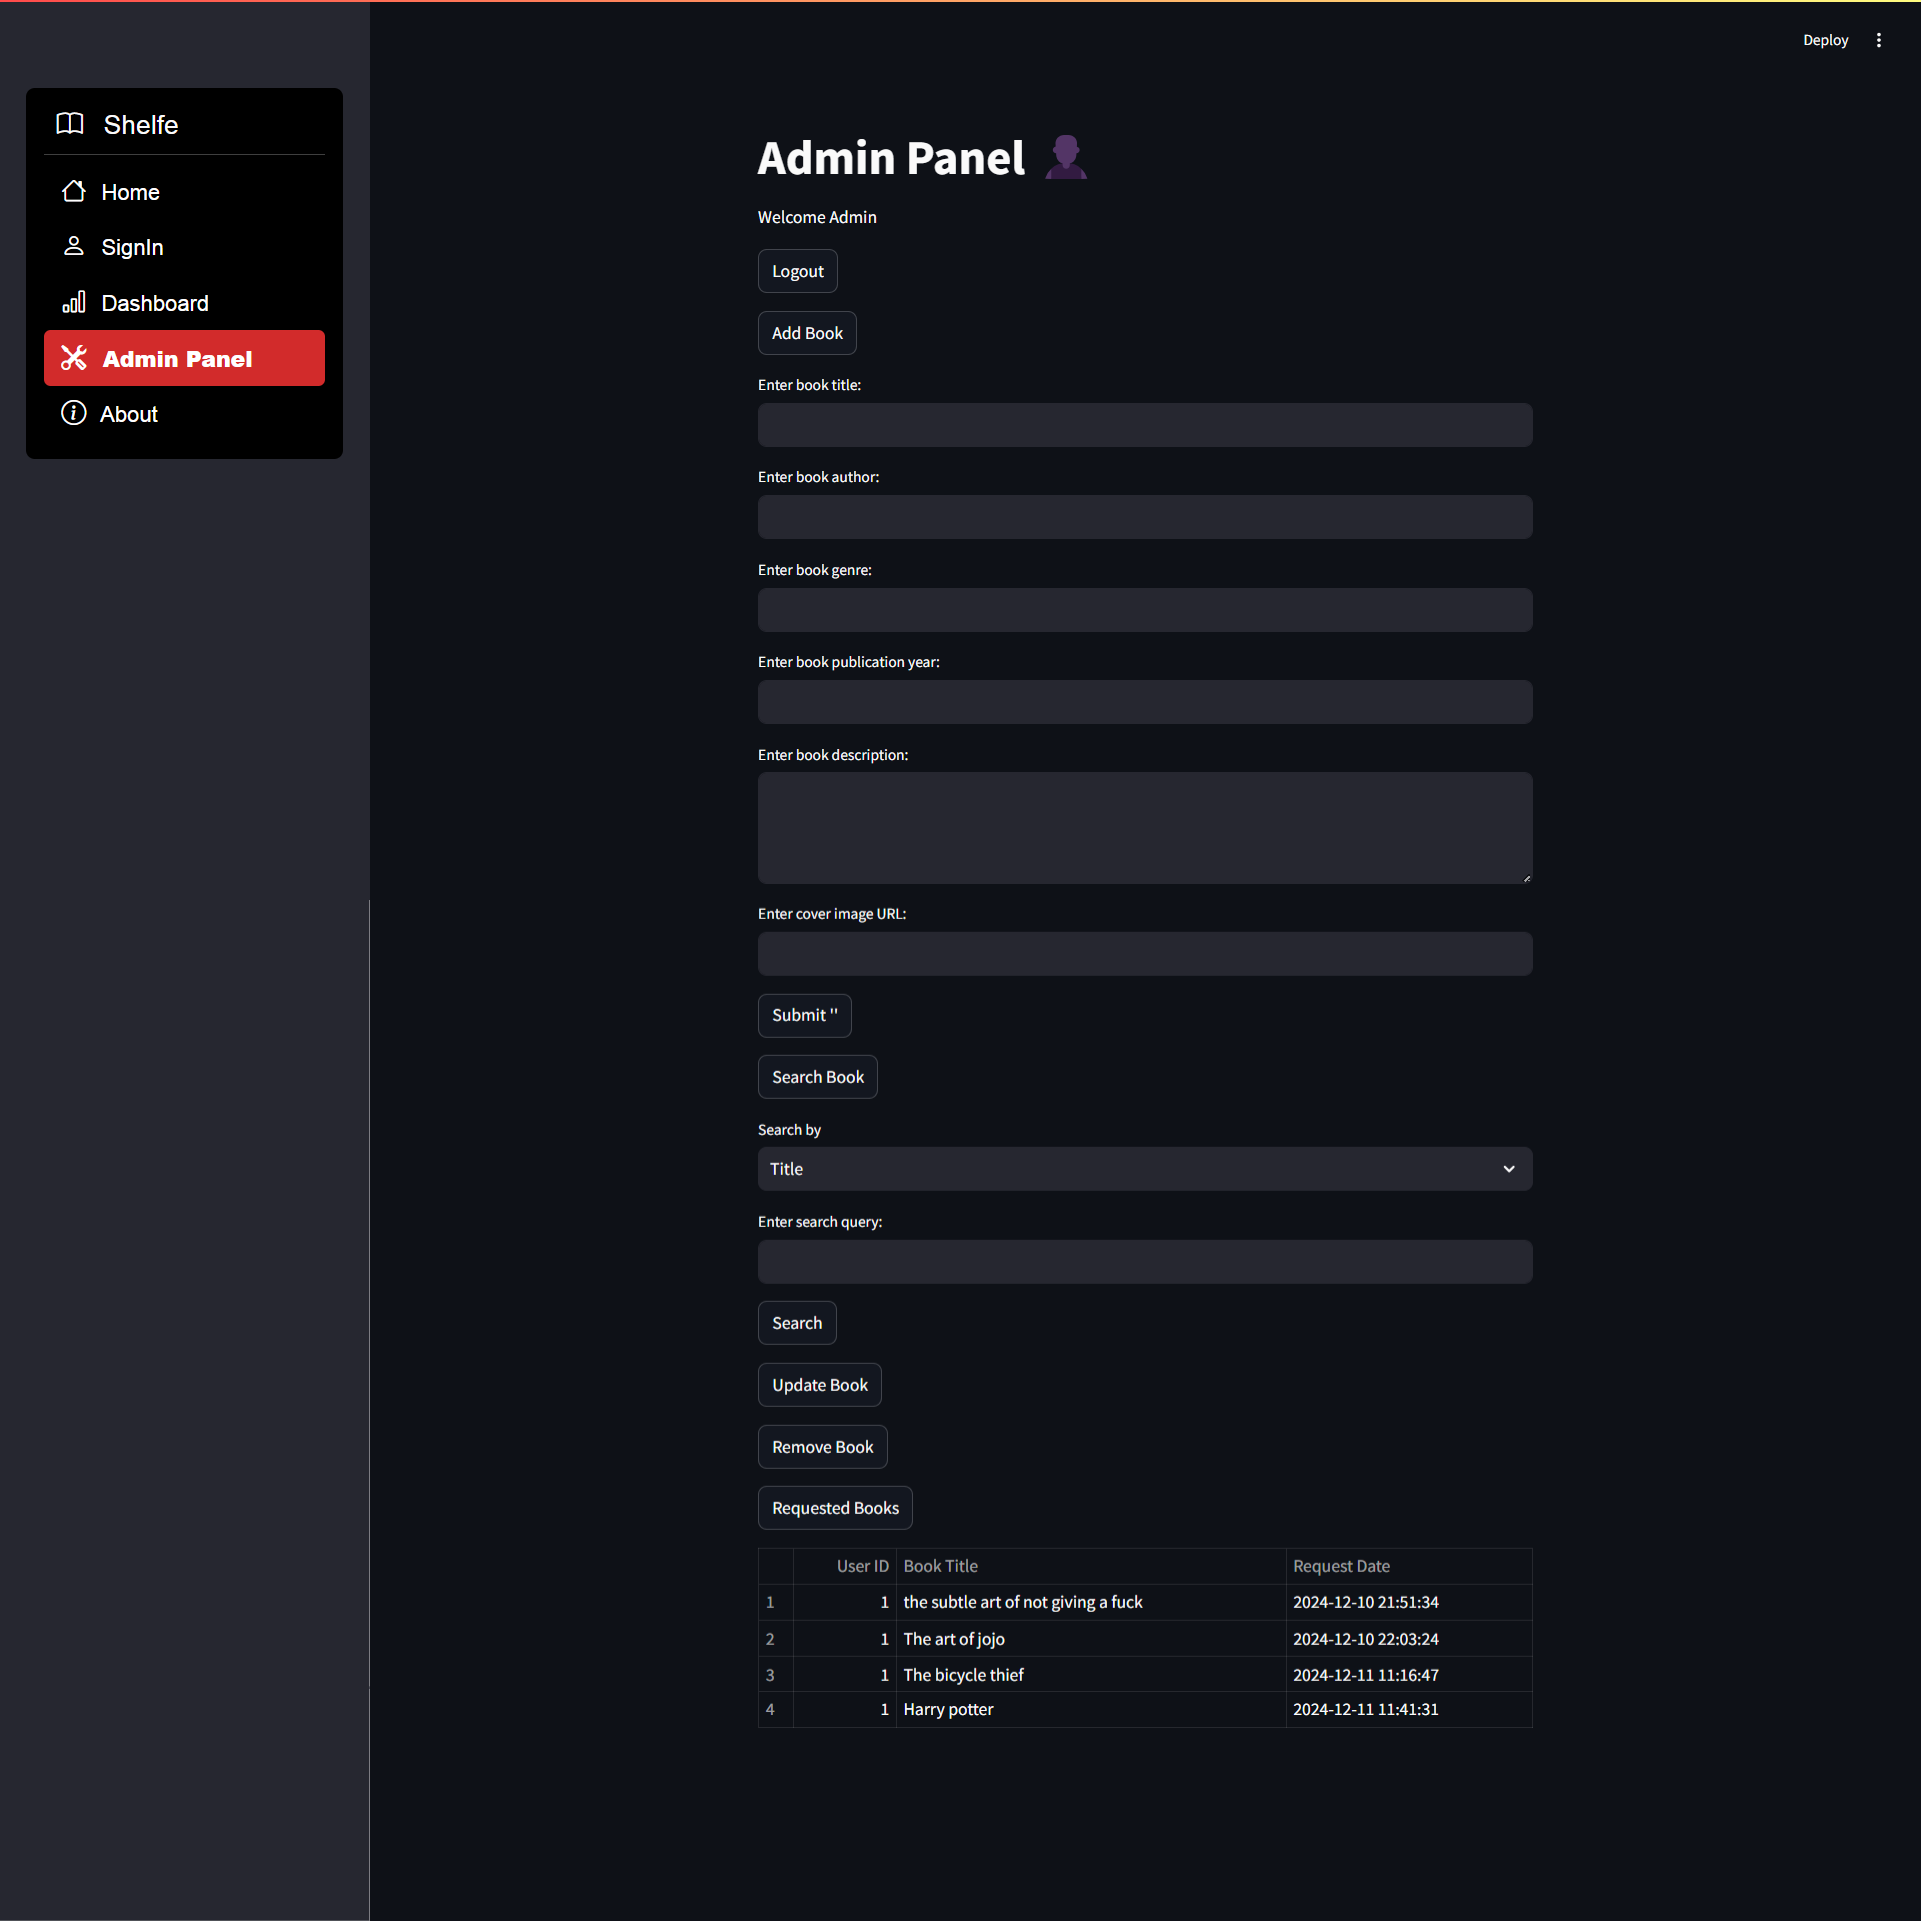 Deploy
Shelfe
Home
SignIn
Dashboard
Admin Panel
About
Admin Panel
Welcome Admin
Logout
Add Book
Enter book title:
Enter book author:
Enter book genre:
Enter book publication year:
Enter book description:
Enter cover image URL:
Submit ''
Search Book
Search by
Title
Enter search query:
Search
Update Book
Remove Book
Requested Books
User ID Book Title Request Date
1 1 the subtle art of not giving a fuck 2024-12-10 21:51:34
2 1 The art of jojo 2024-12-10 22:03:24
3 1 The bicycle thief 2024-12-11 11:16:47
4 1 Harry potter 2024-12-11 11:41:31